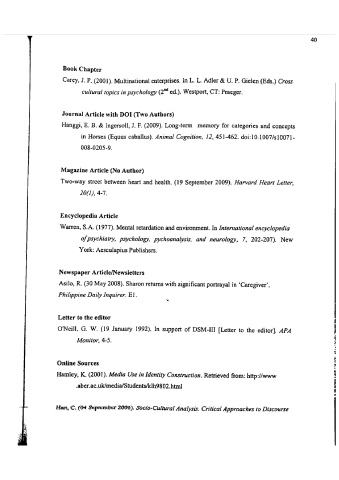 40
Book Chapter
Carey, J. P. (2001). Multinational enterprises. in L. L. Adler & U. P. Gielen (Eds.) Cross
cultural topics in psychology (2nd ed.). Westport, CT: Praeger.
Journal Article with DOI (Two Authors)
Hanggi, E. B. & Ingersoll, J. F. (2009). Long-term memory for categories and concepts
in Horses (Equus caballus). Animal Cognition, 12, 451-462. doi:10.1007/s10071-
008-0205-9.
Magazine Article (No Author)
Two-way street between heart and health. (19 September 2009). Harvard Heart Letter,
20(1), 4-7.
Encyclopedia Article
Warren, S.A. (1977). Mental retardation and environment. In International encyclopedia
of psychiatry, psychology, pychoanalysis, and neurology, 7, 202-207). New
York: Aesculapius Publishers.
Newspaper Article/Newsletters
Asilo, R. (30 May 2008). Sharon returns with significant portrayal in 'Caregiver',
Philippine Daily Inquirer. E1.
Letter to the editor
O'Neill, G. W. (19 January 1992). In support of DSM-III [Letter to the editor]. APA
Monitor, 4-5.
Online Sources
Hamley, K. (2001). Media Use in Identity Construction. Retrieved from: http://www
.aber.ac.uk/media/Students/klh9802.html
Hart, C. (04 September 2006). Socio-Cultural Analysis. Critical Approaches to Discourse